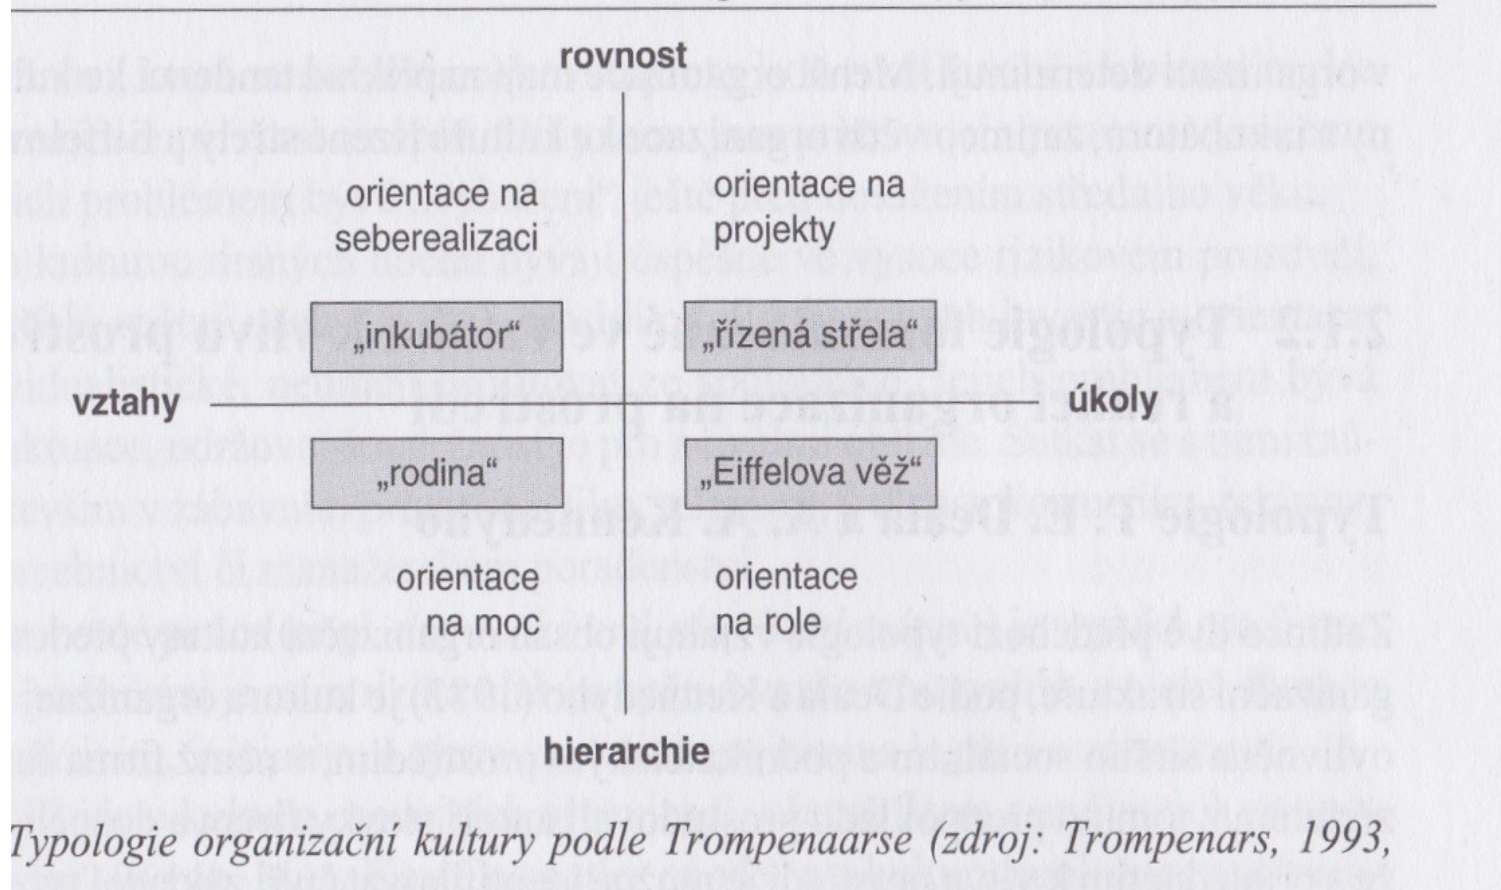 rovnost
orientace na
seberealizaci
orientace na
projekty
„inkubátor“
„řízená střela“
vztahy
úkoly
„rodina“
„Eiffelova věž“
orientace
na moc
orientace
na role
hierarchie
Typologie organizační kultury podle Trompenaarse (zdroj: Trompenars, 1993,